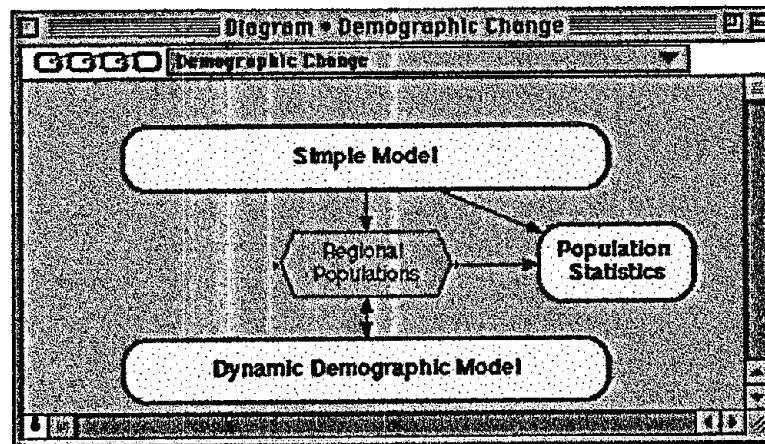 Diagram • Demographic Change
Demographic Change
Simple Model
Regional
Populations
Population
Statistics
Dynamic Demographic Model